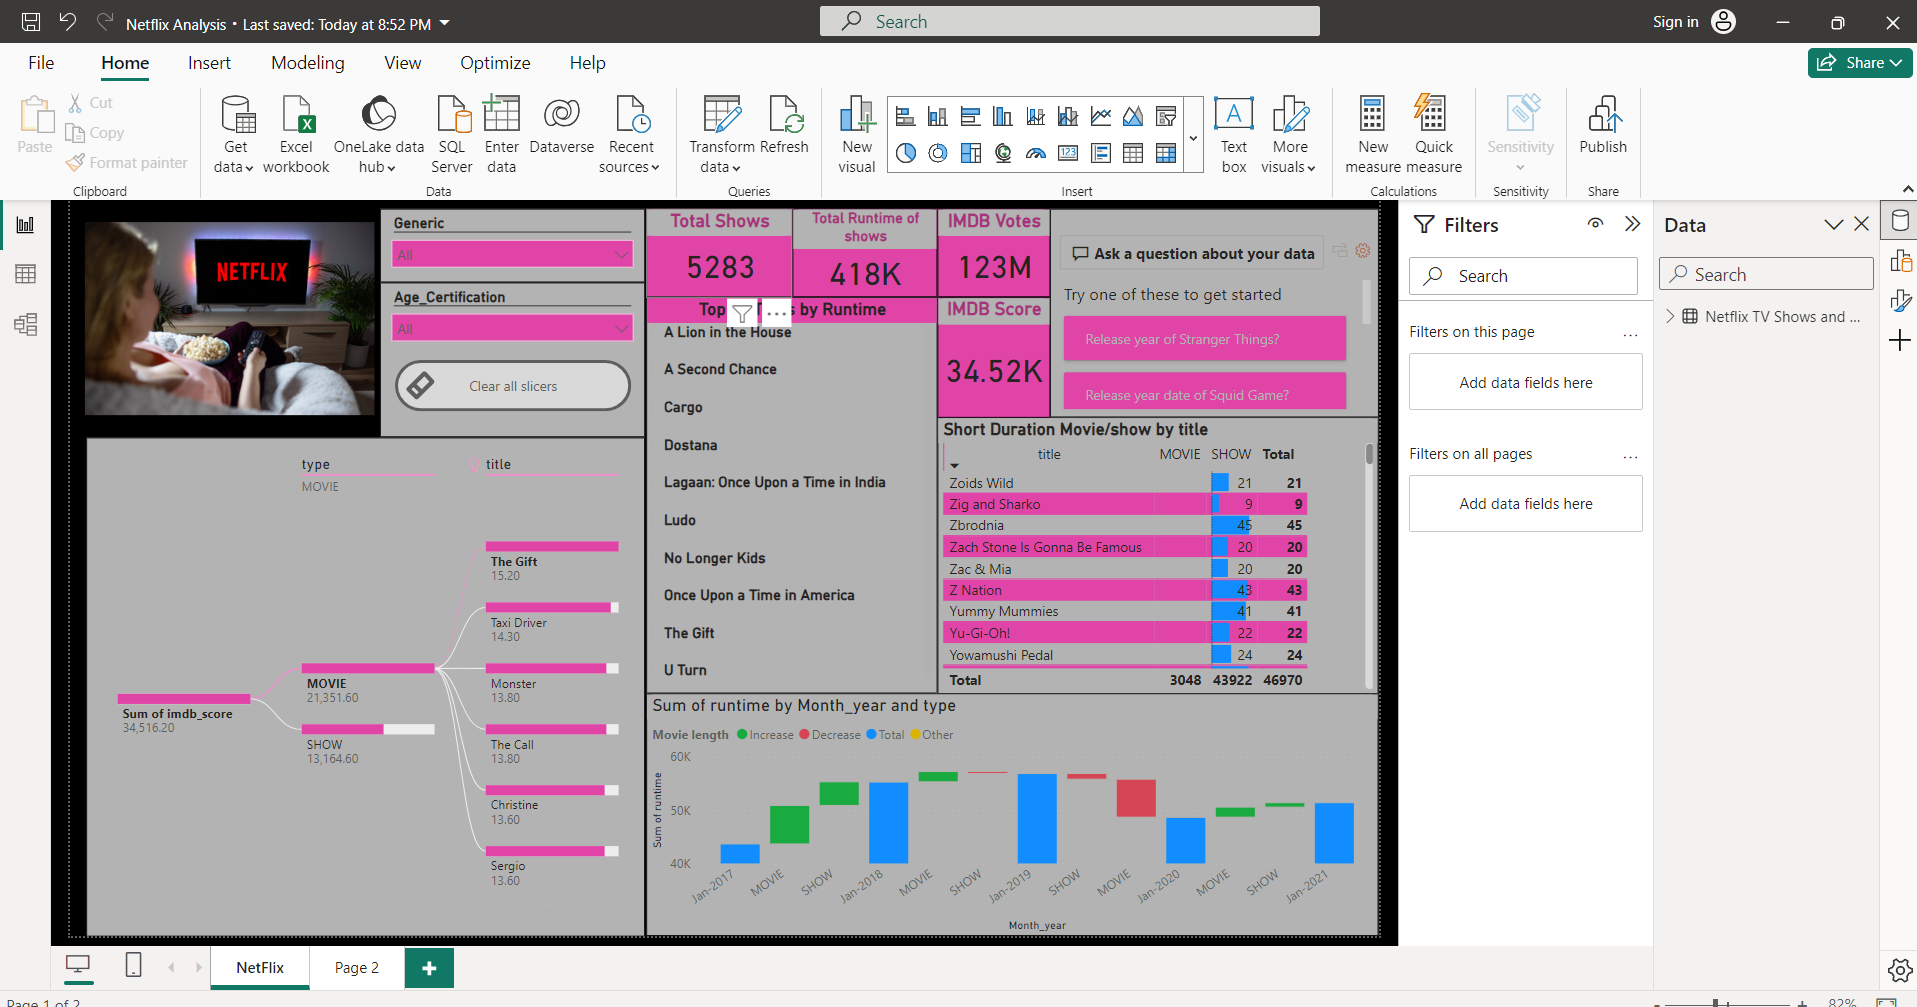 Netflix Analysis • Last saved: Today at 8:52 PM
Search
Sign in
File Home Insert Modeling View Optimize Help
Share
Paste
Cut
Copy
Format painter
Clipboard
Get data
Excel workbook
OneLake data hub
SQL Server
Enter data
Dataverse
Recent sources
Data
Transform data
Refresh
Queries
New visual
Text box
More visuals
Insert
New measure
Quick measure
Calculations
Sensitivity
Sensitivity
Publish
Share
NETFLIX
Generic
All
Age_Certification
All
Clear all slicers
Total Shows
5283
Total Runtime of shows
418K
IMDB Votes
123M
IMDB Score
34.52K
Ask a question about your data
Try one of these to get started
Release year of Stranger Things?
Release year date of Squid Game?
Top
by Runtime
A Lion in the House
A Second Chance
Cargo
Dostana
Lagaan: Once Upon a Time in India
Ludo
No Longer Kids
Once Upon a Time in America
The Gift
U Turn
Short Duration Movie/show by title
title MOVIE SHOW Total
Zoids Wild 21 21
Zig and Sharko 9 9
Zbrodnia 45 45
Zach Stone Is Gonna Be Famous 20 20
Zac & Mia 20 20
Z Nation 43 43
Yummy Mummies 41 41
Yu-Gi-Oh! 22 22
Yowamushi Pedal 24 24
Total 3048 43922 46970
type
MOVIE
title
Sum of imdb_score
34,516.20
MOVIE
21,351.60
SHOW
13,164.60
The Gift
15.20
Taxi Driver
14.30
Monster
13.80
The Call
13.80
Christine
13.60
Sergio
13.60
Sum of runtime by Month_year and type
Movie length Increase Decrease Total Other
Sum of runtime
60K
50K
40K
Jan-2017 MOVIE SHOW Jan-2018 MOVIE SHOW Jan-2019 SHOW MOVIE Jan-2020 MOVIE SHOW Jan-2021
Month_year
Filters
Search
Filters on this page
...
Add data fields here
Filters on all pages
...
Add data fields here
Data
Search
Netflix TV Shows and ...
NetFlix
Page 2
Page 1 of 2
82%